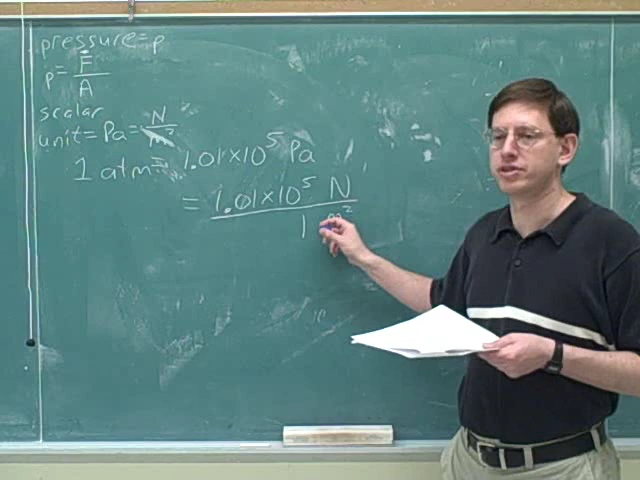 pressure = p
p = F / A
scalar
unit = Pa = N / m²
1 atm = 1.01×10⁵ Pa
= 1.01×10⁵ N / 1 m²